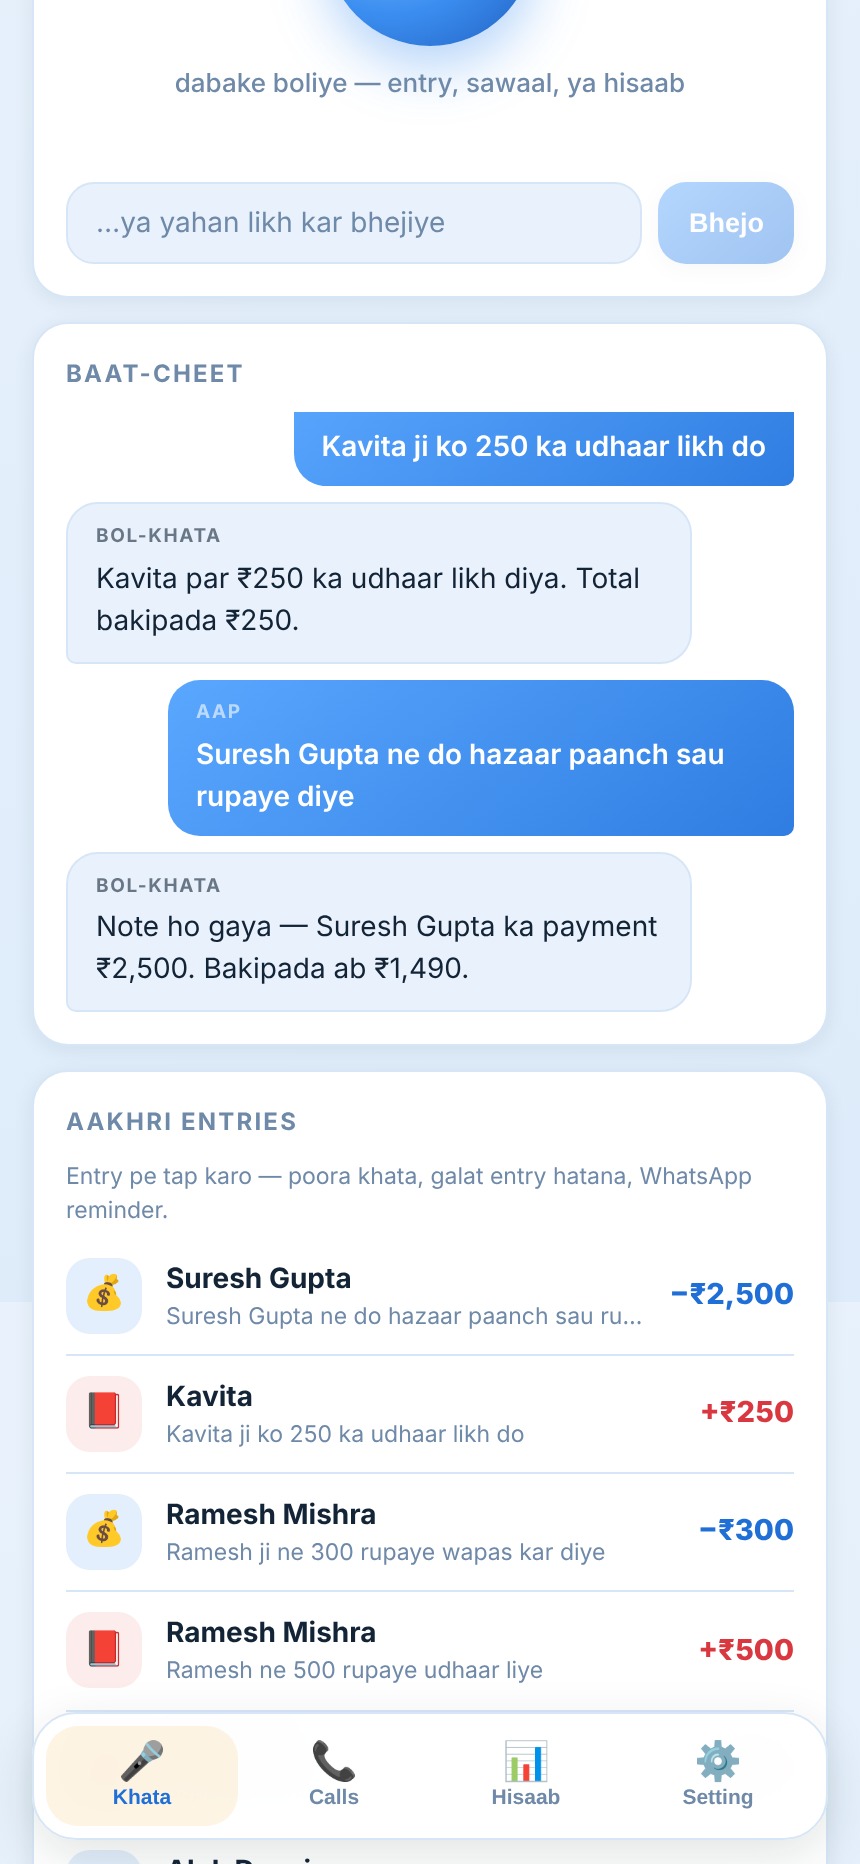 dabake boliye — entry, sawaal, ya hisaab
...ya yahan likh kar bhejiye
Bhejo
BAAT-CHEET
Kavita ji ko 250 ka udhaar likh do
BOL-KHATA
Kavita par ₹250 ka udhaar likh diya. Total
bakipada ₹250.
AAP
Suresh Gupta ne do hazaar paanch sau
rupaye diye
BOL-KHATA
Note ho gaya — Suresh Gupta ka payment
₹2,500. Bakipada ab ₹1,490.
AAKHRI ENTRIES
Entry pe tap karo — poora khata, galat entry hatana, WhatsApp
reminder.
Suresh Gupta
Suresh Gupta ne do hazaar paanch sau ru...
−₹2,500
Kavita
Kavita ji ko 250 ka udhaar likh do
+₹250
Ramesh Mishra
Ramesh ji ne 300 rupaye wapas kar diye
−₹300
Ramesh Mishra
Ramesh ne 500 rupaye udhaar liye
+₹500
Khata
Calls
Hisaab
Setting